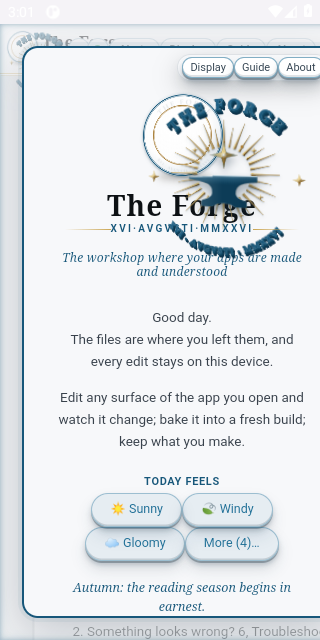 3:01
Display
Guide
About
THE FORGE
The Forge
XVI·AVGVSTI·MMXXVI
The workshop where your apps are made
and understood
Good day.
The files are where you left them, and
every edit stays on this device.
Edit any surface of the app you open and
watch it change; bake it into a fresh build;
keep what you make.
TODAY FEELS
Sunny
Windy
Gloomy
More (4)…
Autumn: the reading season begins in
earnest.
2. Something looks wrong? 6, Troublesho